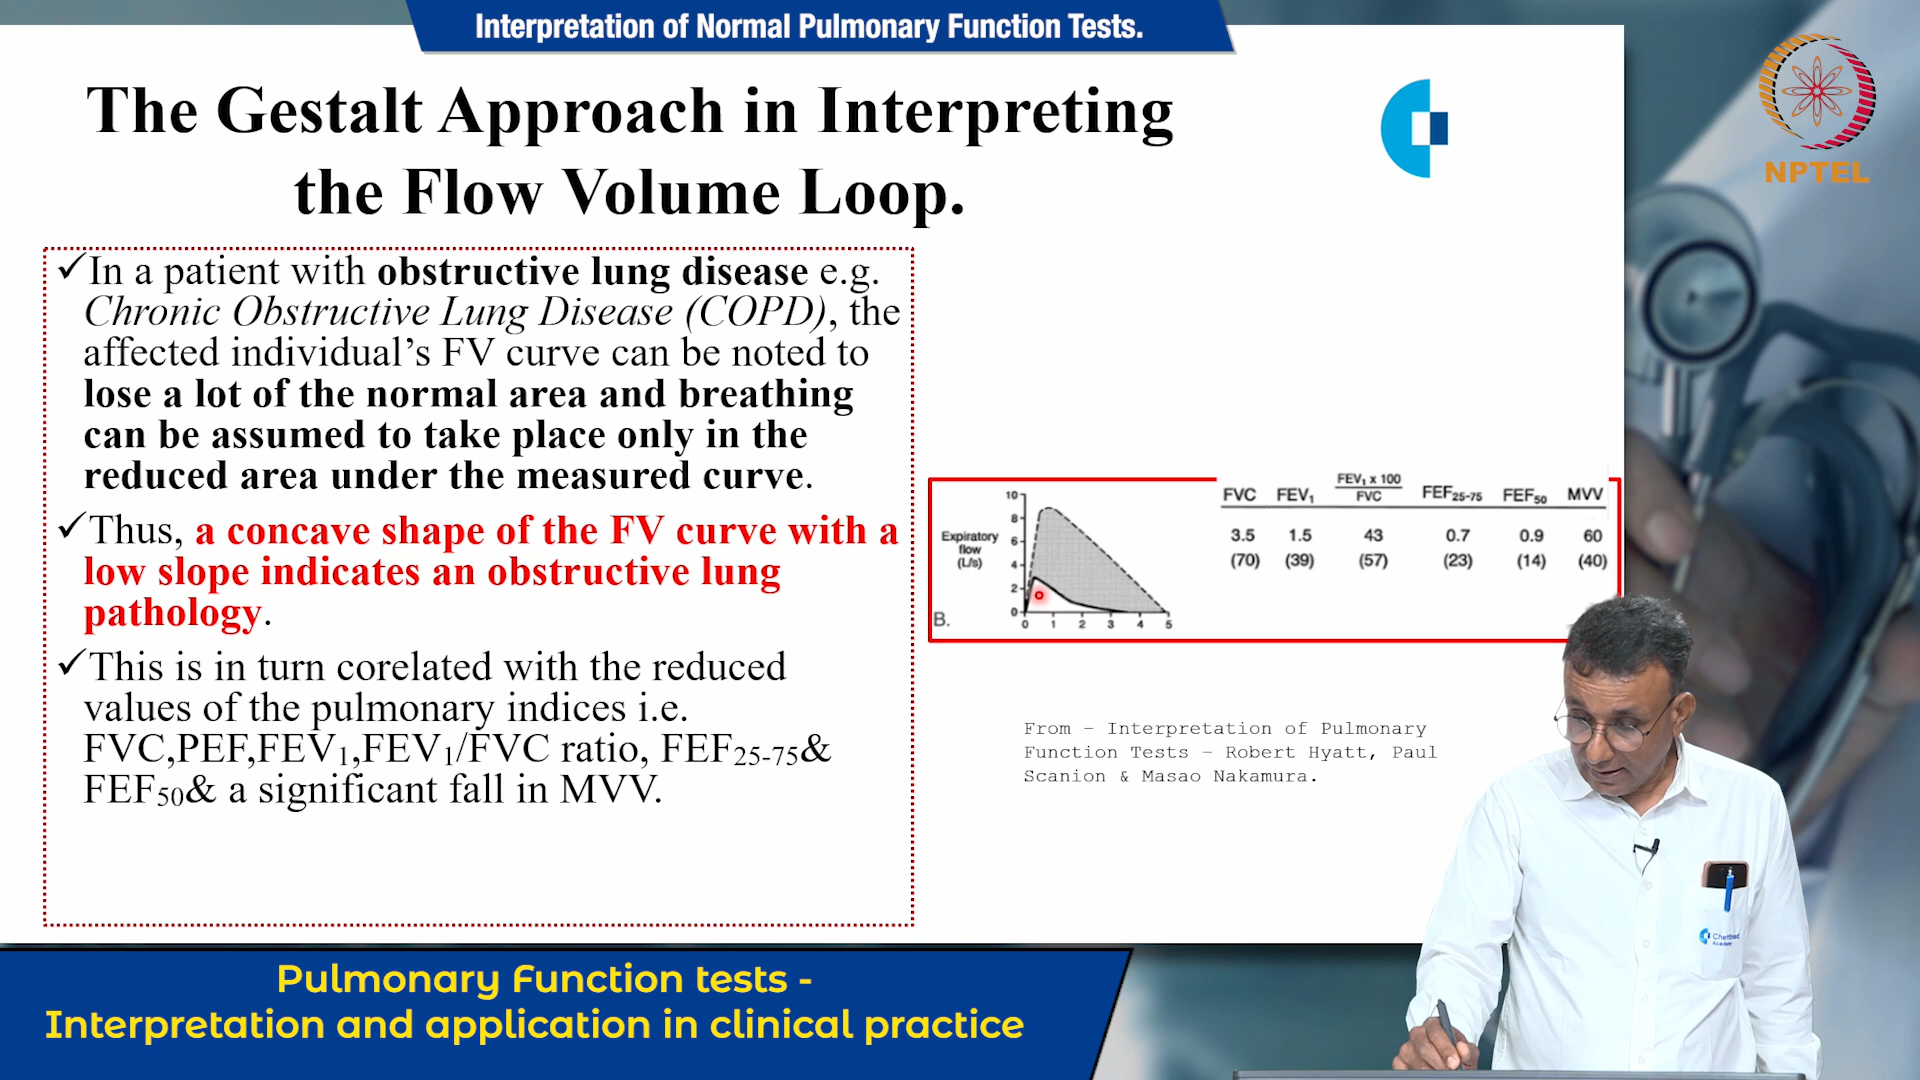 Interpretation of Normal Pulmonary Function Tests.
The Gestalt Approach in Interpreting
the Flow Volume Loop.
NPTEL
✓In a patient with obstructive lung disease e.g.
Chronic Obstructive Lung Disease (COPD), the
affected individual’s FV curve can be noted to
lose a lot of the normal area and breathing
can be assumed to take place only in the
reduced area under the measured curve.
✓Thus, a concave shape of the FV curve with a
low slope indicates an obstructive lung
pathology.
✓This is in turn corelated with the reduced
values of the pulmonary indices i.e.
FVC,PEF,FEV1,FEV1/FVC ratio, FEF25-75&
FEF50& a significant fall in MVV.
Expiratory
flow
(L/s)
10
8
6
4
2
0
0 1 2 3 4 5
B.
FVC FEV1 FEV1 x 100 / FVC FEF25-75 FEF50 MVV
3.5 1.5 43 0.7 0.9 60
(70) (39) (57) (23) (14) (40)
From – Interpretation of Pulmonary
Function Tests – Robert Hyatt, Paul
Scanion & Masao Nakamura.
Academy
Pulmonary Function tests -
Interpretation and application in clinical practice